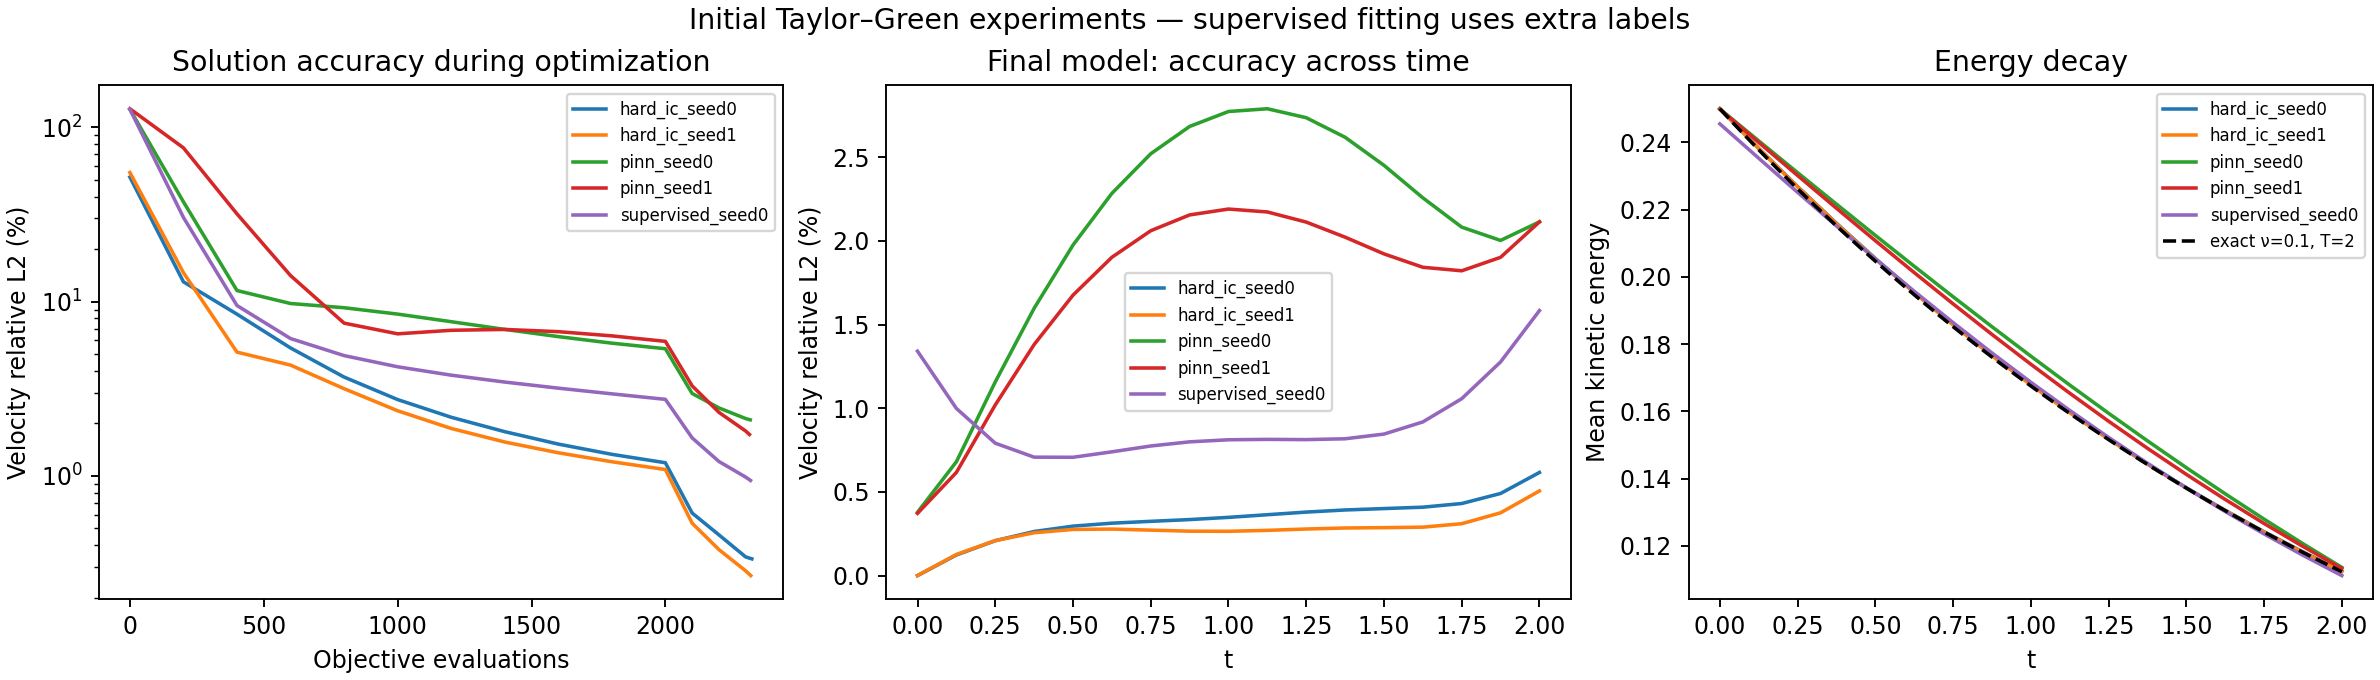 Initial Taylor–Green experiments — supervised fitting uses extra labels
Solution accuracy during optimization
Velocity relative L2 (%)
10²
10¹
10⁰
0
500
1000
1500
2000
Objective evaluations
hard_ic_seed0
hard_ic_seed1
pinn_seed0
pinn_seed1
supervised_seed0
Final model: accuracy across time
Velocity relative L2 (%)
2.5
2.0
1.5
1.0
0.5
0.0
0.00
0.25
0.50
0.75
1.00
1.25
1.50
1.75
2.00
t
hard_ic_seed0
hard_ic_seed1
pinn_seed0
pinn_seed1
supervised_seed0
Energy decay
Mean kinetic energy
0.24
0.22
0.20
0.18
0.16
0.14
0.12
0.00
0.25
0.50
0.75
1.00
1.25
1.50
1.75
2.00
t
hard_ic_seed0
hard_ic_seed1
pinn_seed0
pinn_seed1
supervised_seed0
exact ν=0.1, T=2